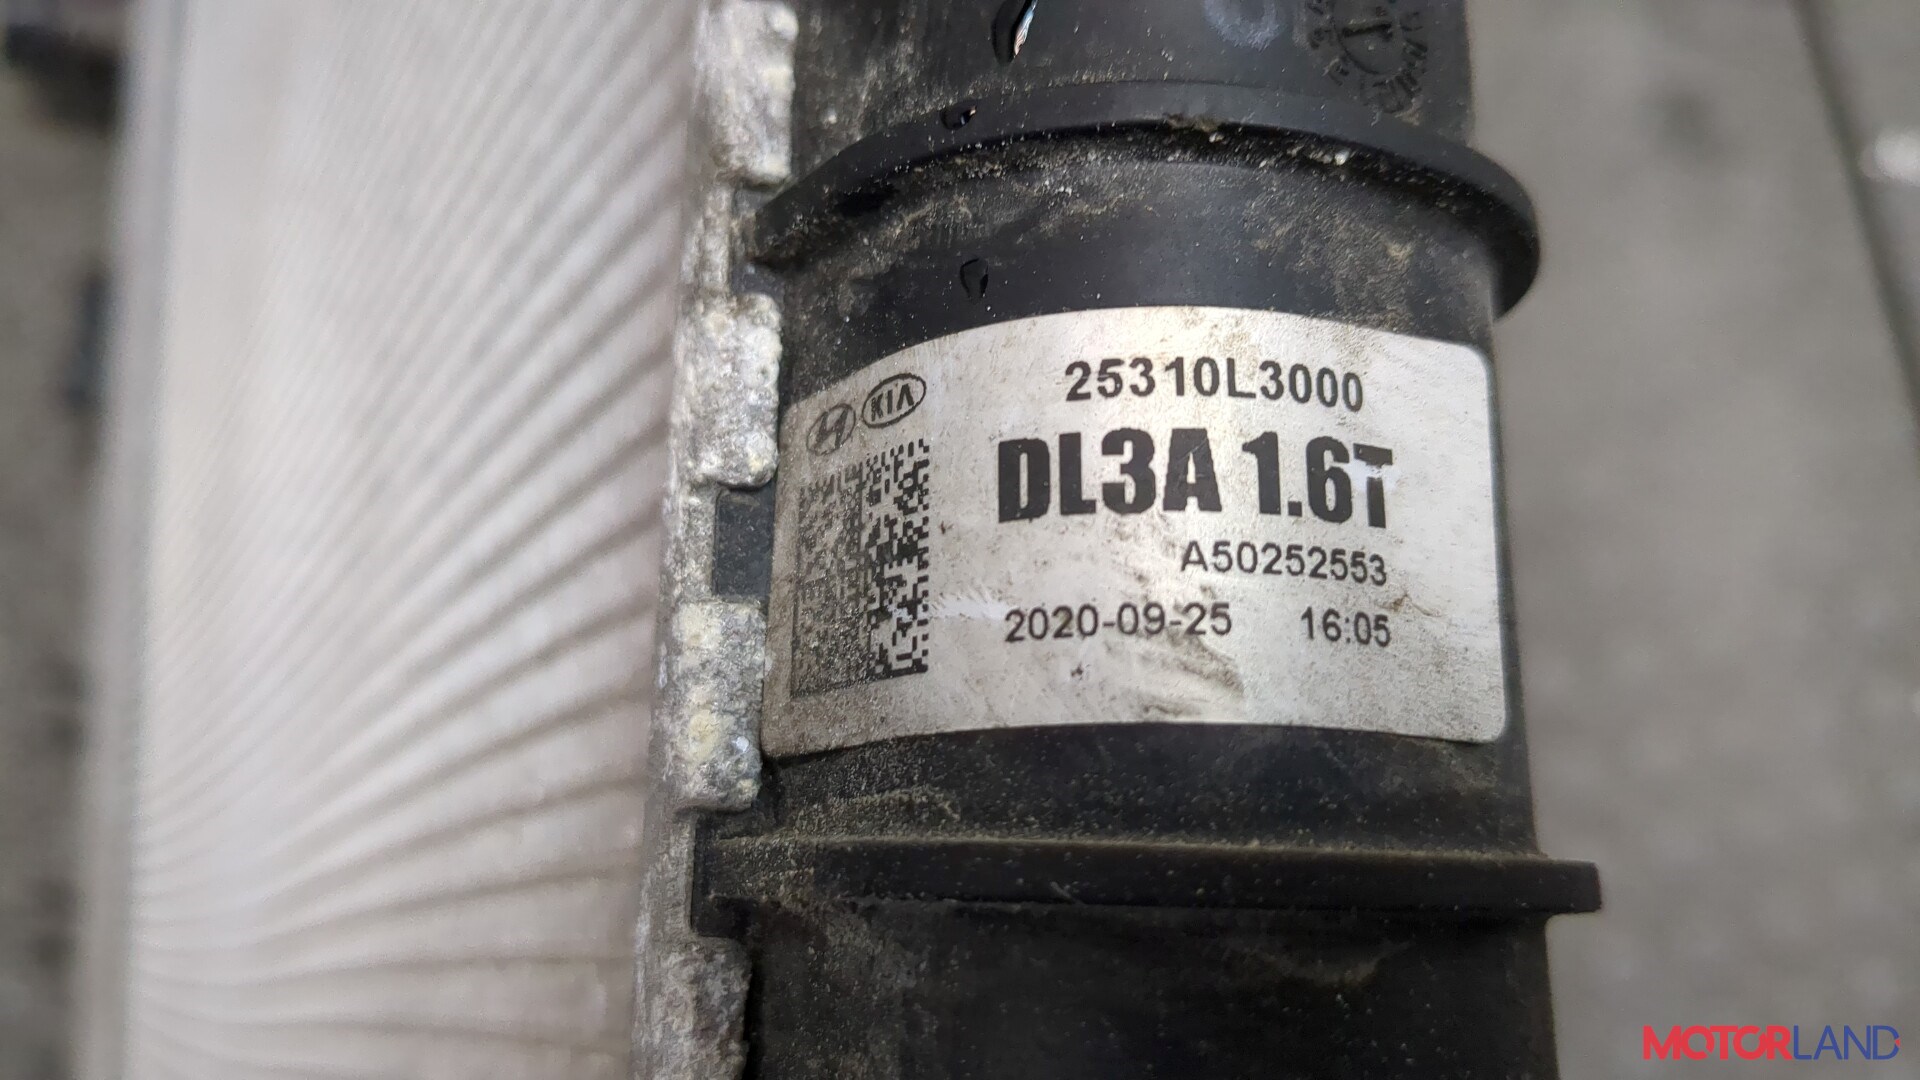 25310L3000
KIA
DL3A 1.6T
A50252553
2020-09-25 16:05
MOTORLAND